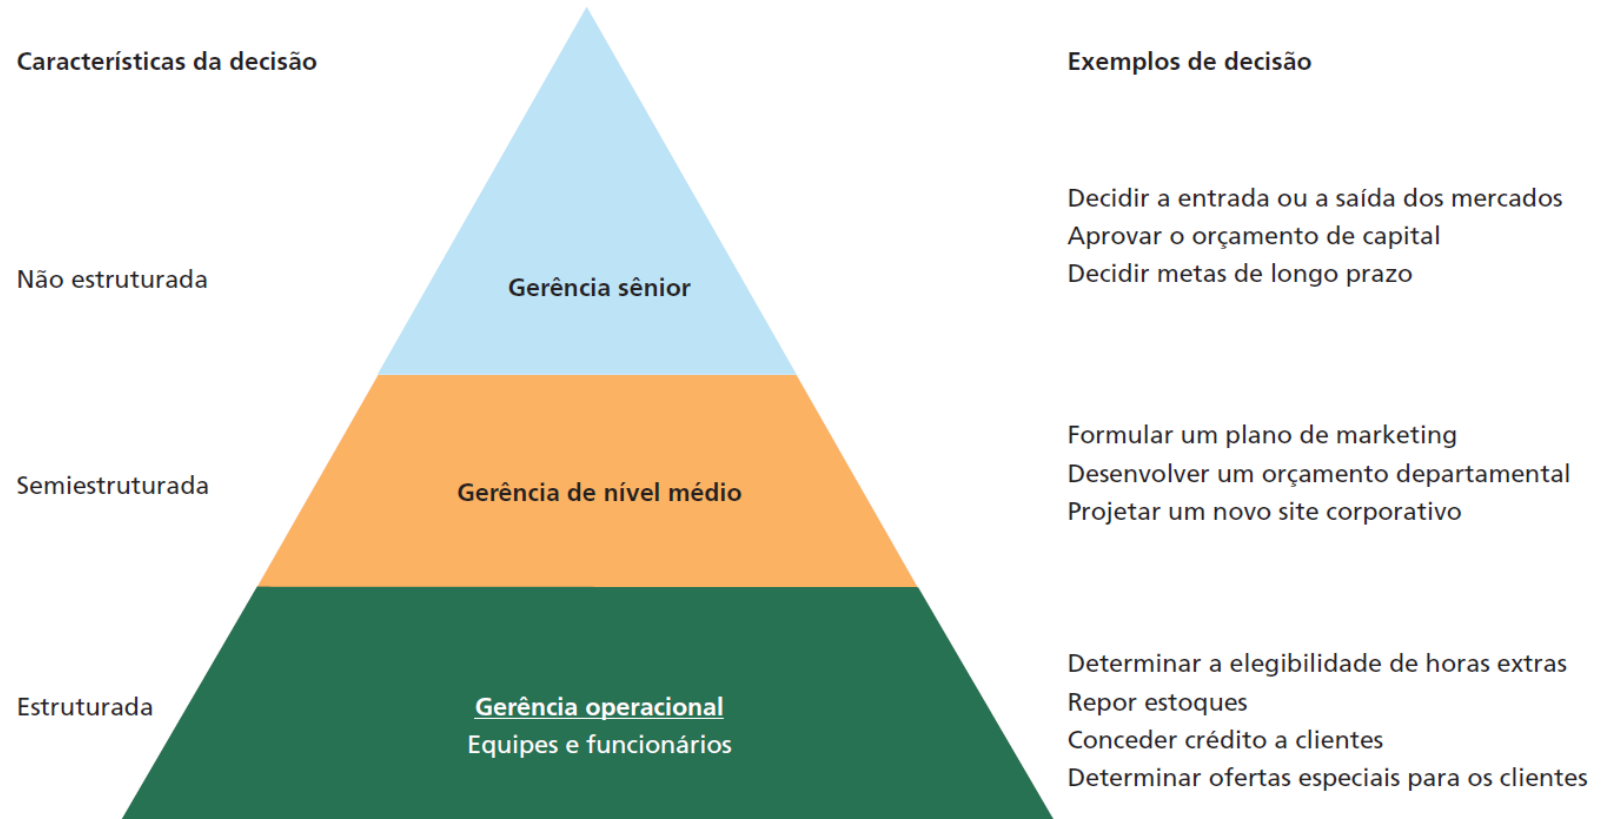 Características da decisão
Exemplos de decisão
Não estruturada
Gerência sênior
Decidir a entrada ou a saída dos mercados
Aprovar o orçamento de capital
Decidir metas de longo prazo
Semiestruturada
Gerência de nível médio
Formular um plano de marketing
Desenvolver um orçamento departamental
Projetar um novo site corporativo
Estruturada
Gerência operacional
Equipes e funcionários
Determinar a elegibilidade de horas extras
Repor estoques
Conceder crédito a clientes
Determinar ofertas especiais para os clientes